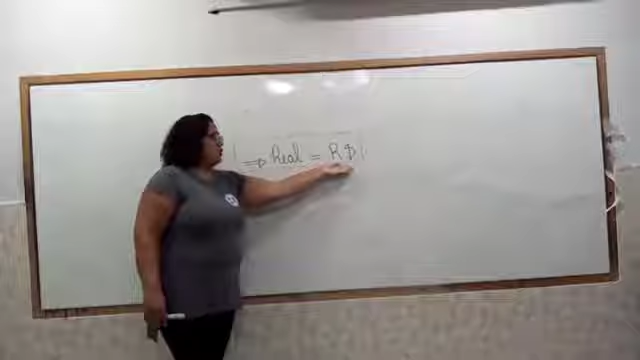 ⇒ Real = R$